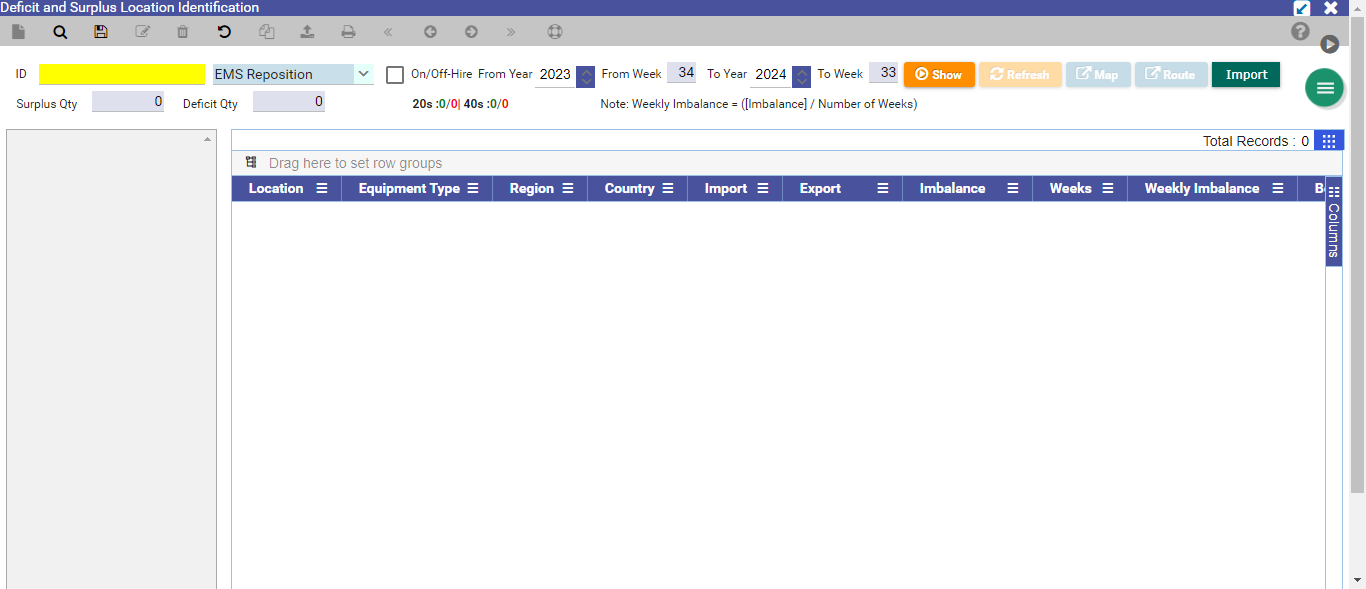 Deficit and Surplus Location Identification
ID EMS Reposition On/Off-Hire From Year 2023 From Week 34 To Year 2024 To Week 33 Show Refresh Map Route Import
Surplus Qty 0 Deficit Qty 0 20s :0/0| 40s :0/0 Note: Weekly Imbalance = ([Imbalance] / Number of Weeks)
Total Records : 0
Drag here to set row groups
Location Equipment Type Region Country Import Export Imbalance Weeks Weekly Imbalance
Columns